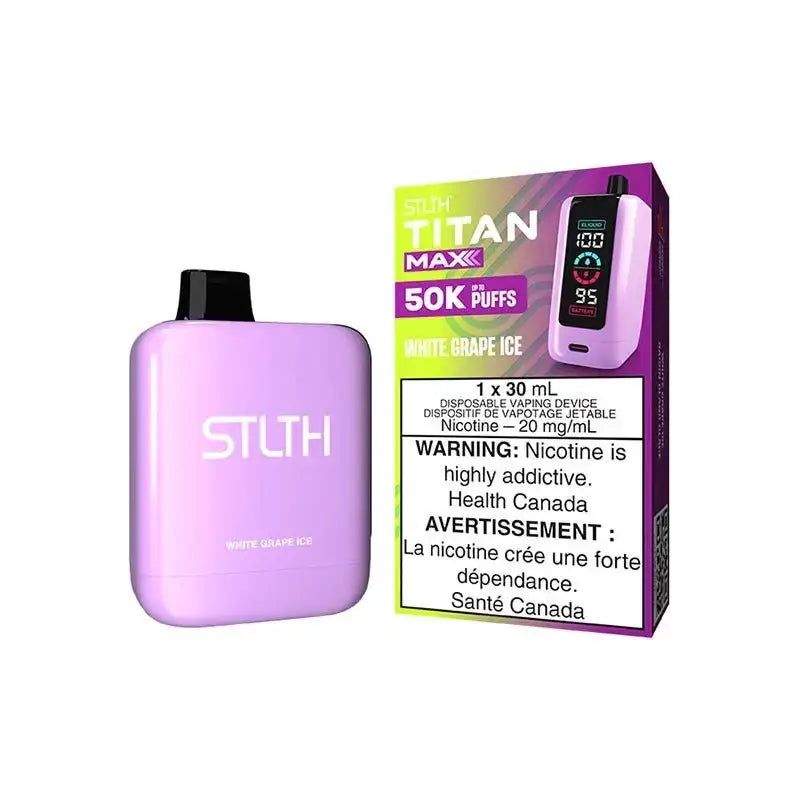 STLTH
WHITE GRAPE ICE
STLTH
TITAN
MAX
50K UP TO PUFFS
WHITE GRAPE ICE
ELIQUID
100
95
BATTERY
1 x 30 mL
DISPOSABLE VAPING DEVICE
DISPOSITIF DE VAPOTAGE JETABLE
Nicotine – 20 mg/mL
WARNING: Nicotine is
highly addictive.
Health Canada
AVERTISSEMENT :
La nicotine crée une forte
dépendance.
Santé Canada